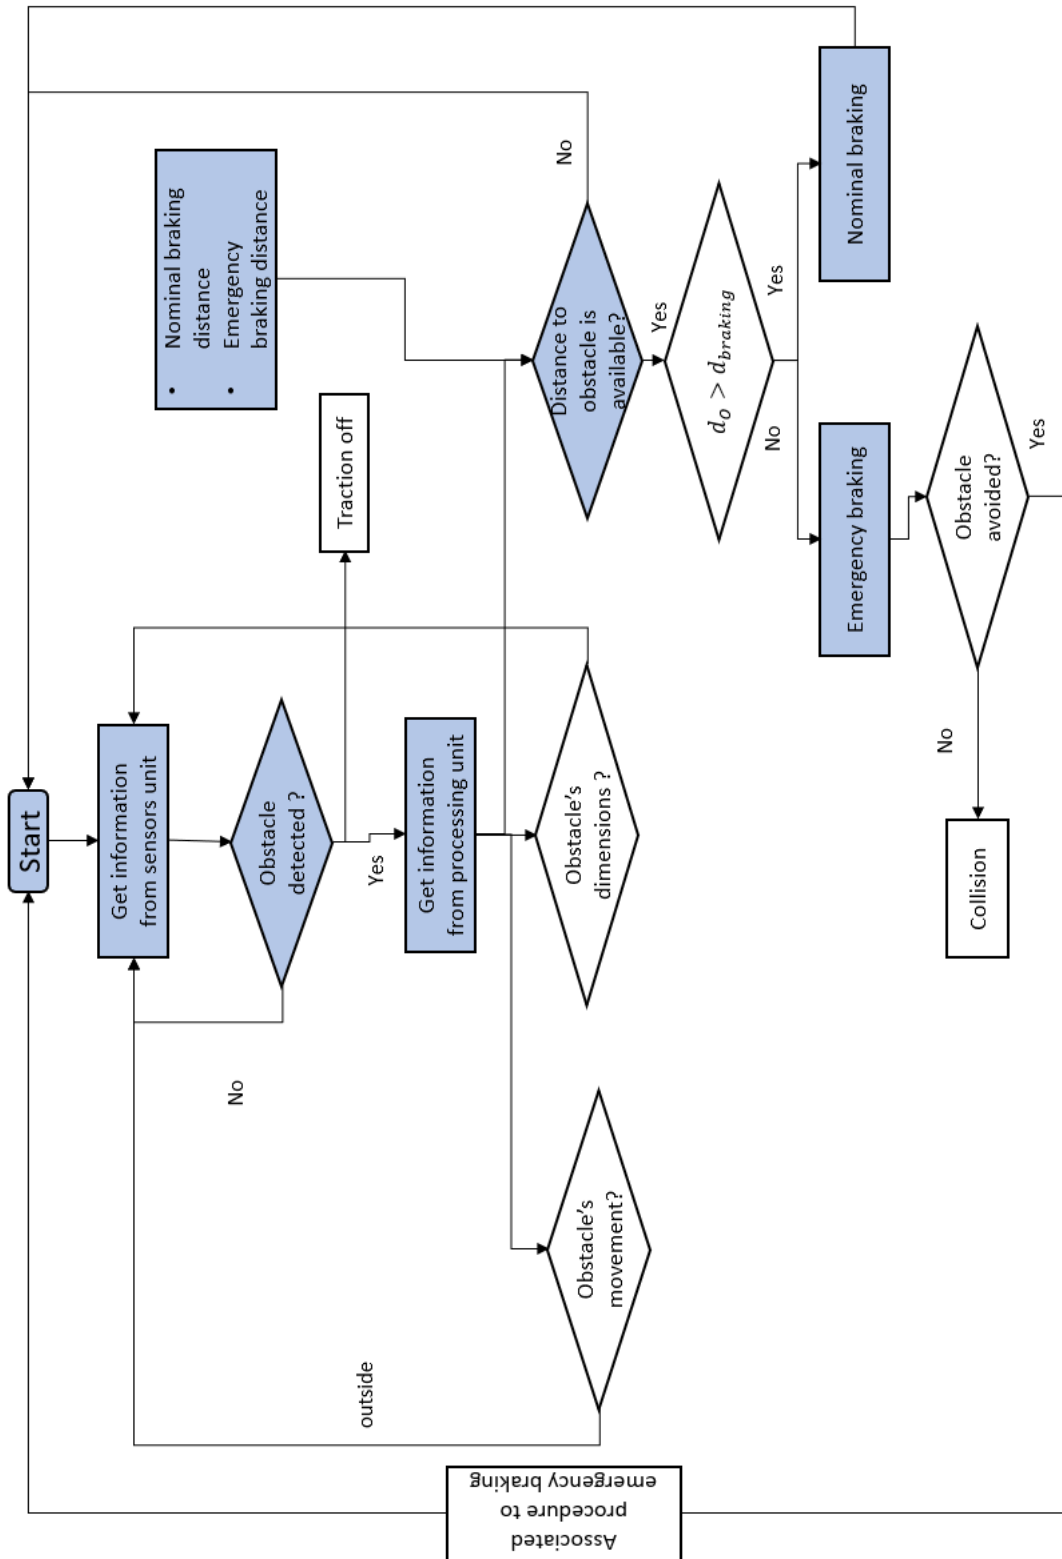 Start
Get information
from sensors unit
Obstacle
detected ?
No
Yes
Traction off
Get information
from processing unit
• Nominal braking
distance
• Emergency
braking distance
Obstacle's
movement?
outside
Obstacle's
dimensions ?
Distance to
obstacle is
available?
No
Yes
d_O > d_braking
No
Yes
Emergency braking
Nominal braking
Obstacle
avoided?
No
Yes
Collision
Associated
procedure to
emergency braking